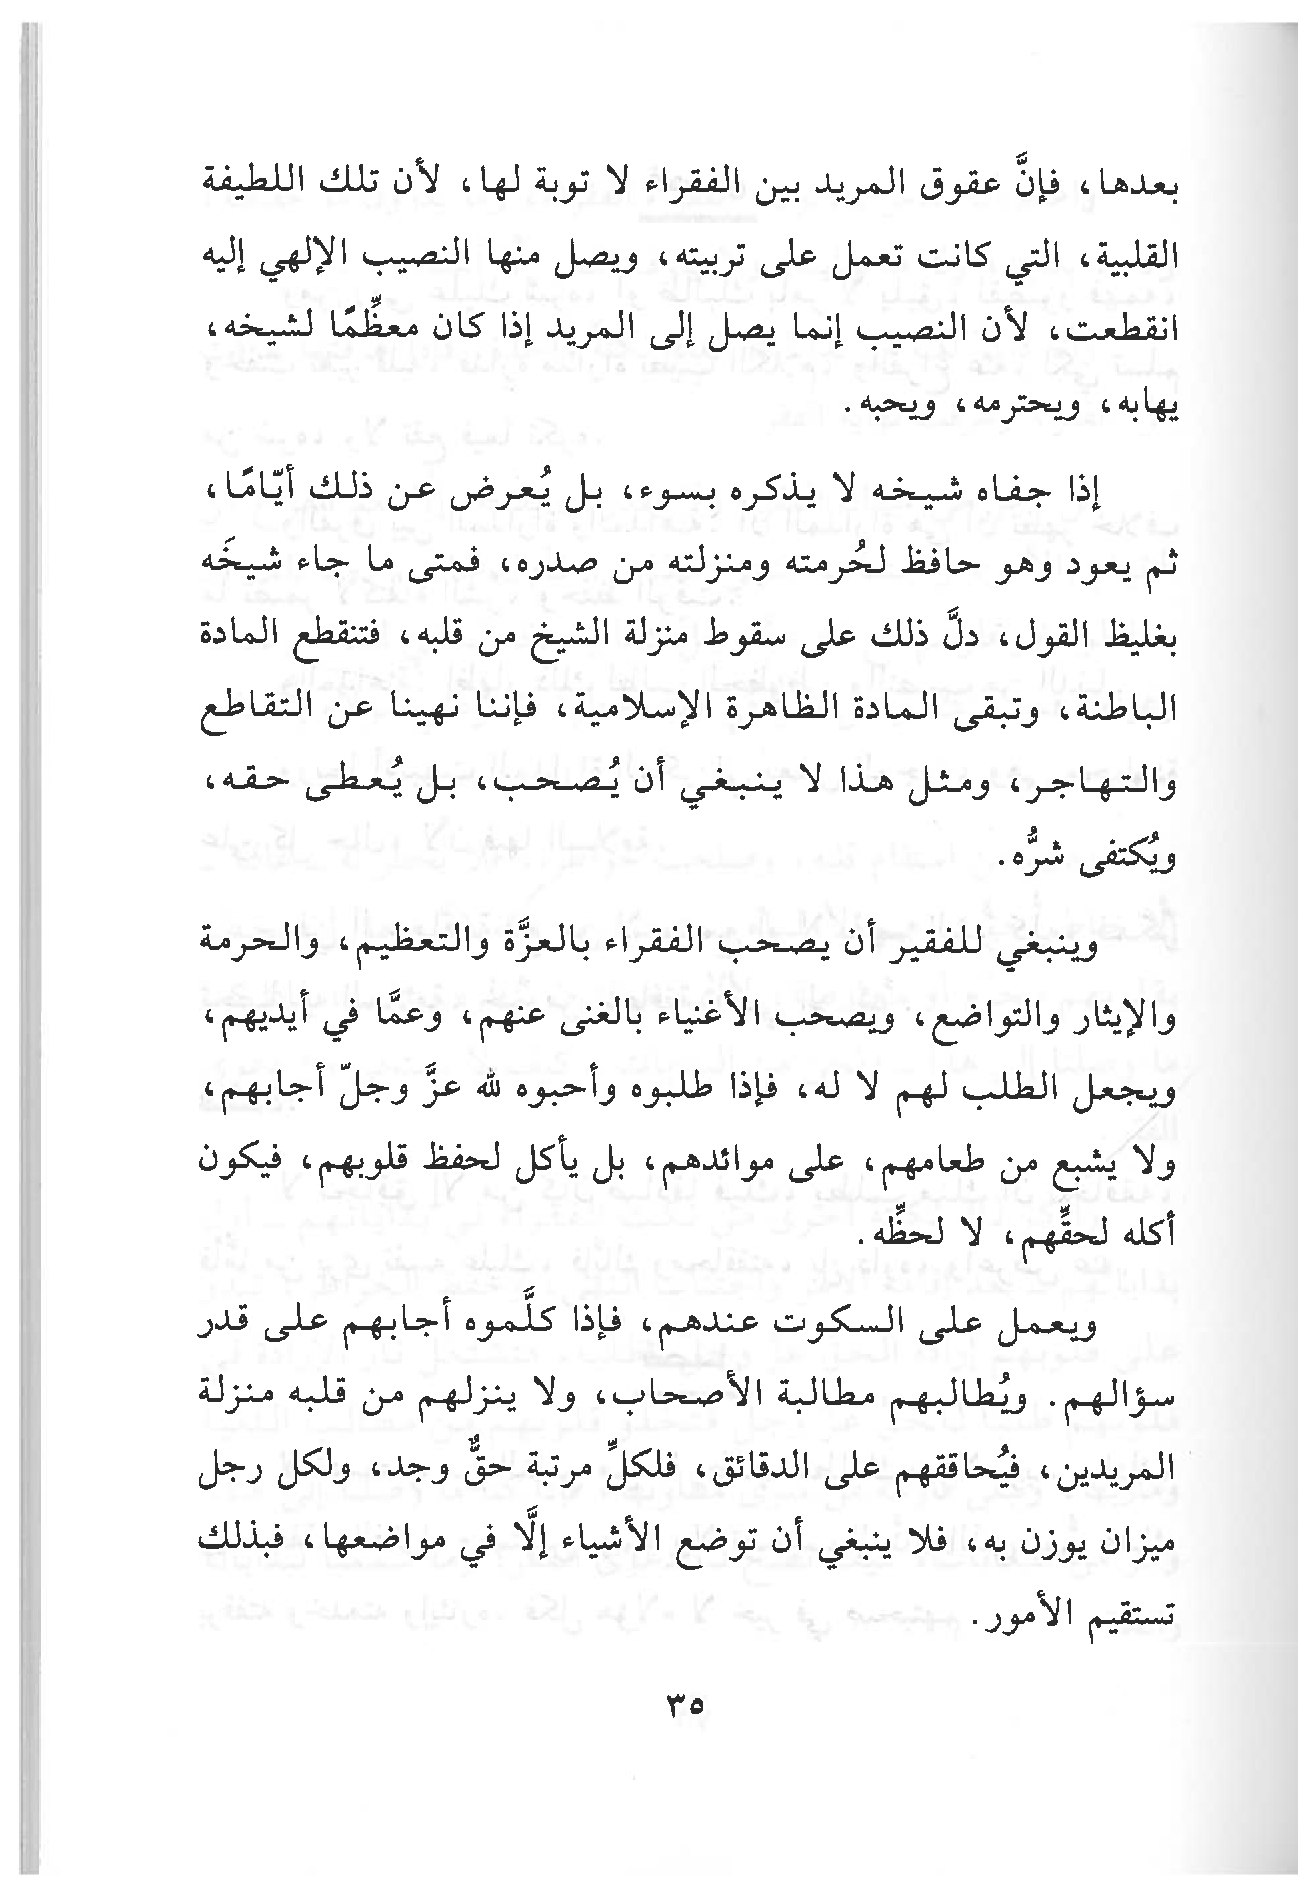 بعدها، فإنَّ عقوق المريد بين الفقراء لا توبة لها، لأن تلك اللطيفة
القلبية، التي كانت تعمل على تربيته، ويصل منها النصيب الإلهي إليه
انقطعت، لأن النصيب إنما يصل إلى المريد إذا كان معظِّمًا لشيخه،
يهابه، ويحترمه، ويحبه.
إذا جفاه شيخه لا يذكره بسوء، بل يُعرض عن ذلك أيّامًا،
ثم يعود وهو حافظ لحُرمته ومنزلته من صدره، فمتى ما جاء شيخَه
بغليظ القول، دلَّ ذلك على سقوط منزلة الشيخ من قلبه، فتنقطع المادة
الباطنة، وتبقى المادة الظاهرة الإسلامية، فإننا نهينا عن التقاطع
والتهاجر، ومثل هذا لا ينبغي أن يُصحب، بل يُعطى حقه،
ويُكتفى شرُّه.
وينبغي للفقير أن يصحب الفقراء بالعزَّة والتعظيم، والحرمة
والإيثار والتواضع، ويصحب الأغنياء بالغنى عنهم، وعمَّا في أيديهم،
ويجعل الطلب لهم لا له، فإذا طلبوه وأحبوه لله عزَّ وجلّ أجابهم،
ولا يشبع من طعامهم، على موائدهم، بل يأكل لحفظ قلوبهم، فيكون
أكله لحقِّهم، لا لحظِّه.
ويعمل على السكوت عندهم، فإذا كلَّموه أجابهم على قدر
سؤالهم. ويُطالبهم مطالبة الأصحاب، ولا ينزلهم من قلبه منزلة
المريدين، فيُحاققهم على الدقائق، فلكلِّ مرتبة حقٌّ وجد، ولكل رجل
ميزان يوزن به، فلا ينبغي أن توضع الأشياء إلَّا في مواضعها، فبذلك
تستقيم الأمور.
٣٥